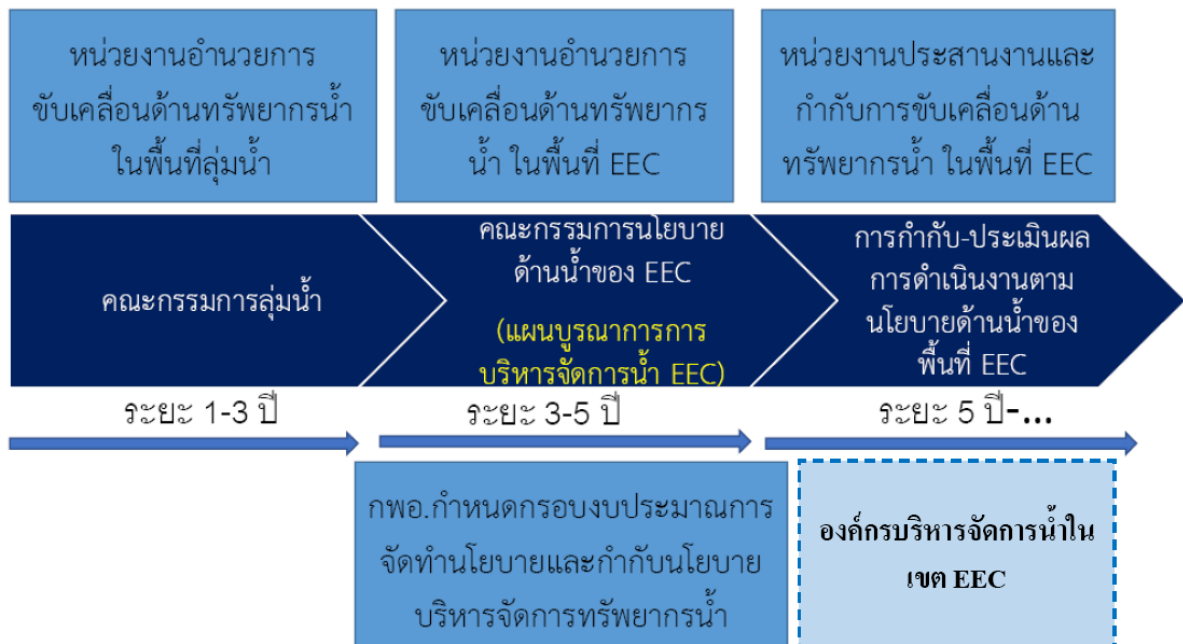 หน่วยงานอำนวยการ
ขับเคลื่อนด้านทรัพยากรน้ำ
ในพื้นที่ลุ่มน้ำ
หน่วยงานอำนวยการ
ขับเคลื่อนด้านทรัพยากร
น้ำ ในพื้นที่ EEC
หน่วยงานประสานงานและ
กำกับการขับเคลื่อนด้าน
ทรัพยากรน้ำ ในพื้นที่ EEC
คณะกรรมการลุ่มน้ำ
คณะกรรมการนโยบาย
ด้านน้ำของ EEC
(แผนบูรณาการการ
บริหารจัดการน้ำ EEC)
การกำกับ-ประเมินผล
การดำเนินงานตาม
นโยบายด้านน้ำของ
พื้นที่ EEC
ระยะ 1-3 ปี
ระยะ 3-5 ปี
ระยะ 5 ปี-...
กพอ.กำหนดกรอบงบประมาณการ
จัดทำนโยบายและกำกับนโยบาย
บริหารจัดการทรัพยากรน้ำ
องค์กรบริหารจัดการน้ำใน
เขต EEC